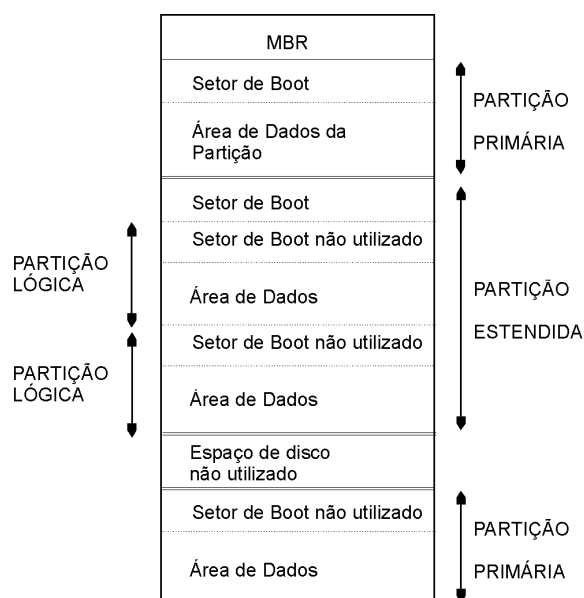 MBR
Setor de Boot
Área de Dados da
Partição
PARTIÇÃO
PRIMÁRIA
Setor de Boot
Setor de Boot não utilizado
Área de Dados
PARTIÇÃO
LÓGICA
Setor de Boot não utilizado
Área de Dados
PARTIÇÃO
LÓGICA
PARTIÇÃO
ESTENDIDA
Espaço de disco
não utilizado
Setor de Boot não utilizado
Área de Dados
PARTIÇÃO
PRIMÁRIA